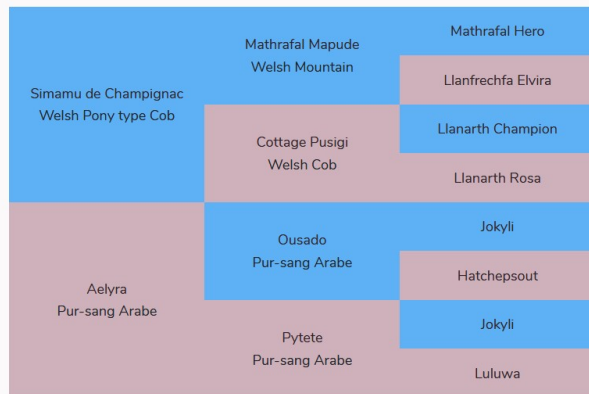 Simamu de Champignac
Welsh Pony type Cob
Mathrafal Mapude
Welsh Mountain
Mathrafal Hero
Llanfrechfa Elvira
Cottage Pusigi
Welsh Cob
Llanarth Champion
Llanarth Rosa
Aelyra
Pur-sang Arabe
Ousado
Pur-sang Arabe
Jokyli
Hatchepsout
Pytete
Pur-sang Arabe
Jokyli
Luluwa